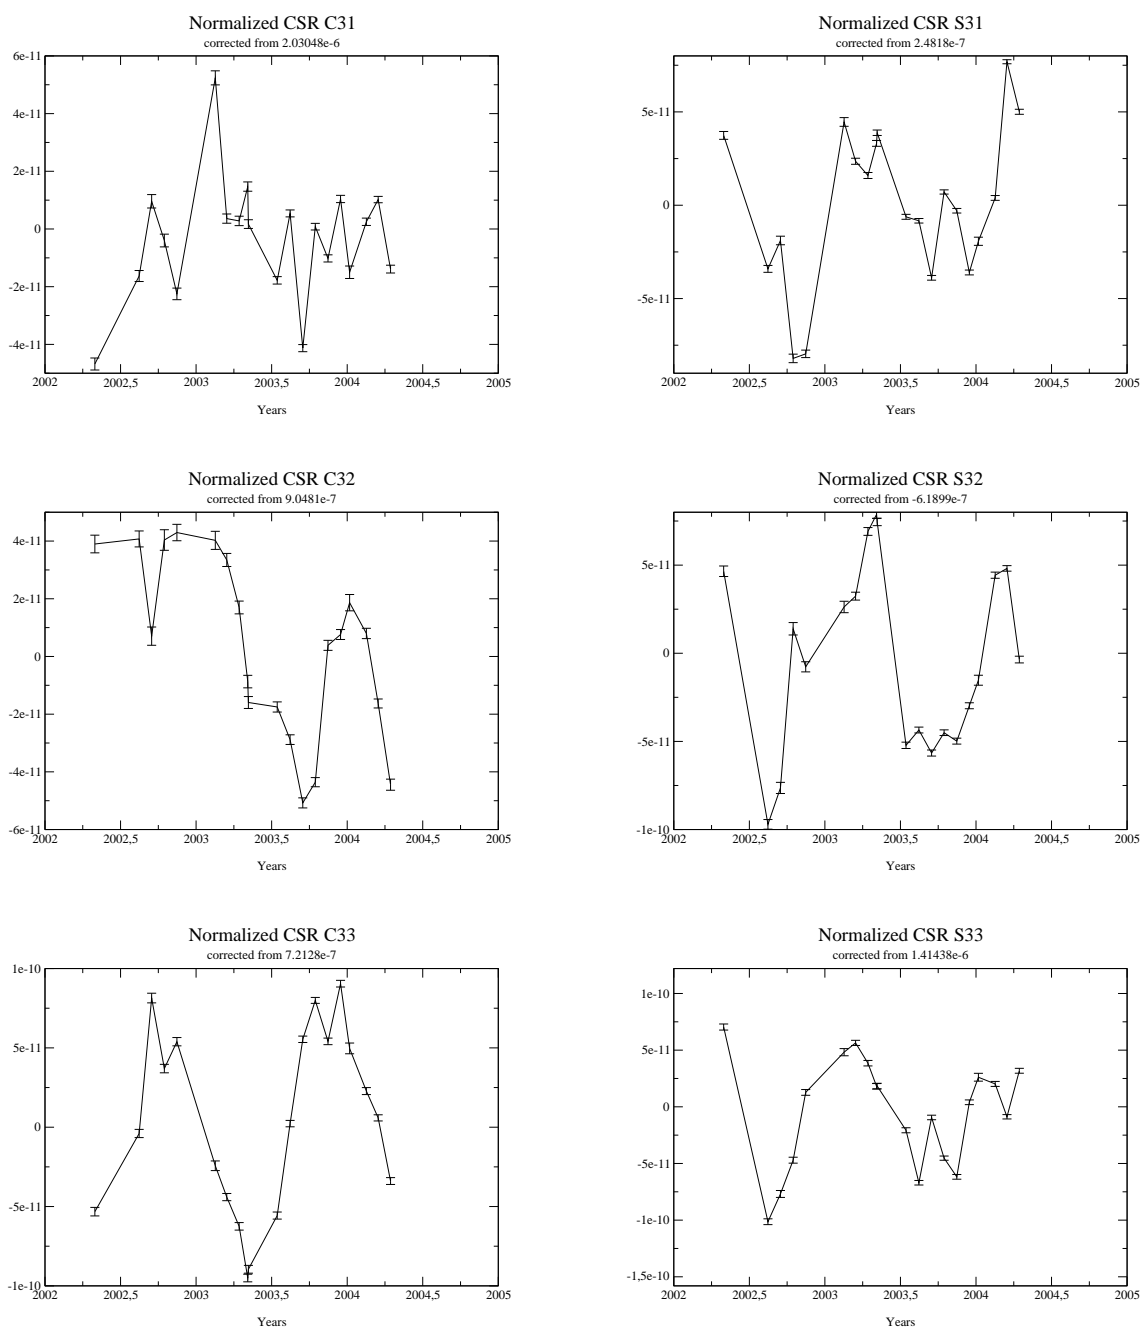 Normalized CSR C31
corrected from 2.03048e-6
6e-11
4e-11
2e-11
0
-2e-11
-4e-11
2002 2002,5 2003 2003,5 2004 2004,5 2005
Years
Normalized CSR S31
corrected from 2.4818e-7
5e-11
0
-5e-11
2002 2002,5 2003 2003,5 2004 2004,5 2005
Years
Normalized CSR C32
corrected from 9.0481e-7
4e-11
2e-11
0
-2e-11
-4e-11
-6e-11
2002 2002,5 2003 2003,5 2004 2004,5 2005
Years
Normalized CSR S32
corrected from -6.1899e-7
5e-11
0
-5e-11
-1e-10
2002 2002,5 2003 2003,5 2004 2004,5 2005
Years
Normalized CSR C33
corrected from 7.2128e-7
1e-10
5e-11
0
-5e-11
-1e-10
2002 2002,5 2003 2003,5 2004 2004,5 2005
Years
Normalized CSR S33
corrected from 1.41438e-6
1e-10
5e-11
0
-5e-11
-1e-10
-1,5e-10
2002 2002,5 2003 2003,5 2004 2004,5 2005
Years